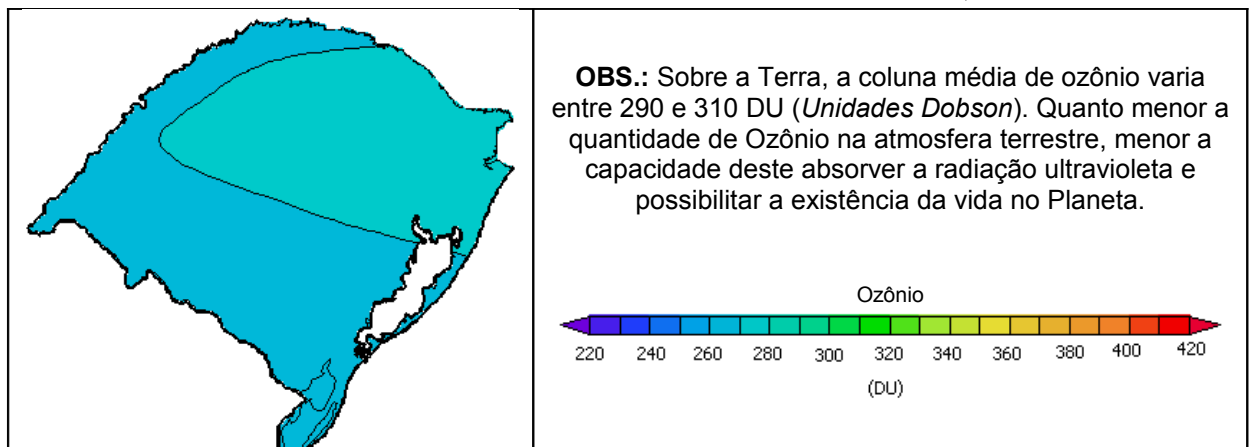 OBS.: Sobre a Terra, a coluna média de ozônio varia
entre 290 e 310 DU (Unidades Dobson). Quanto menor a
quantidade de Ozônio na atmosfera terrestre, menor a
capacidade deste absorver a radiação ultravioleta e
possibilitar a existência da vida no Planeta.
Ozônio
220 240 260 280 300 320 340 360 380 400 420
(DU)